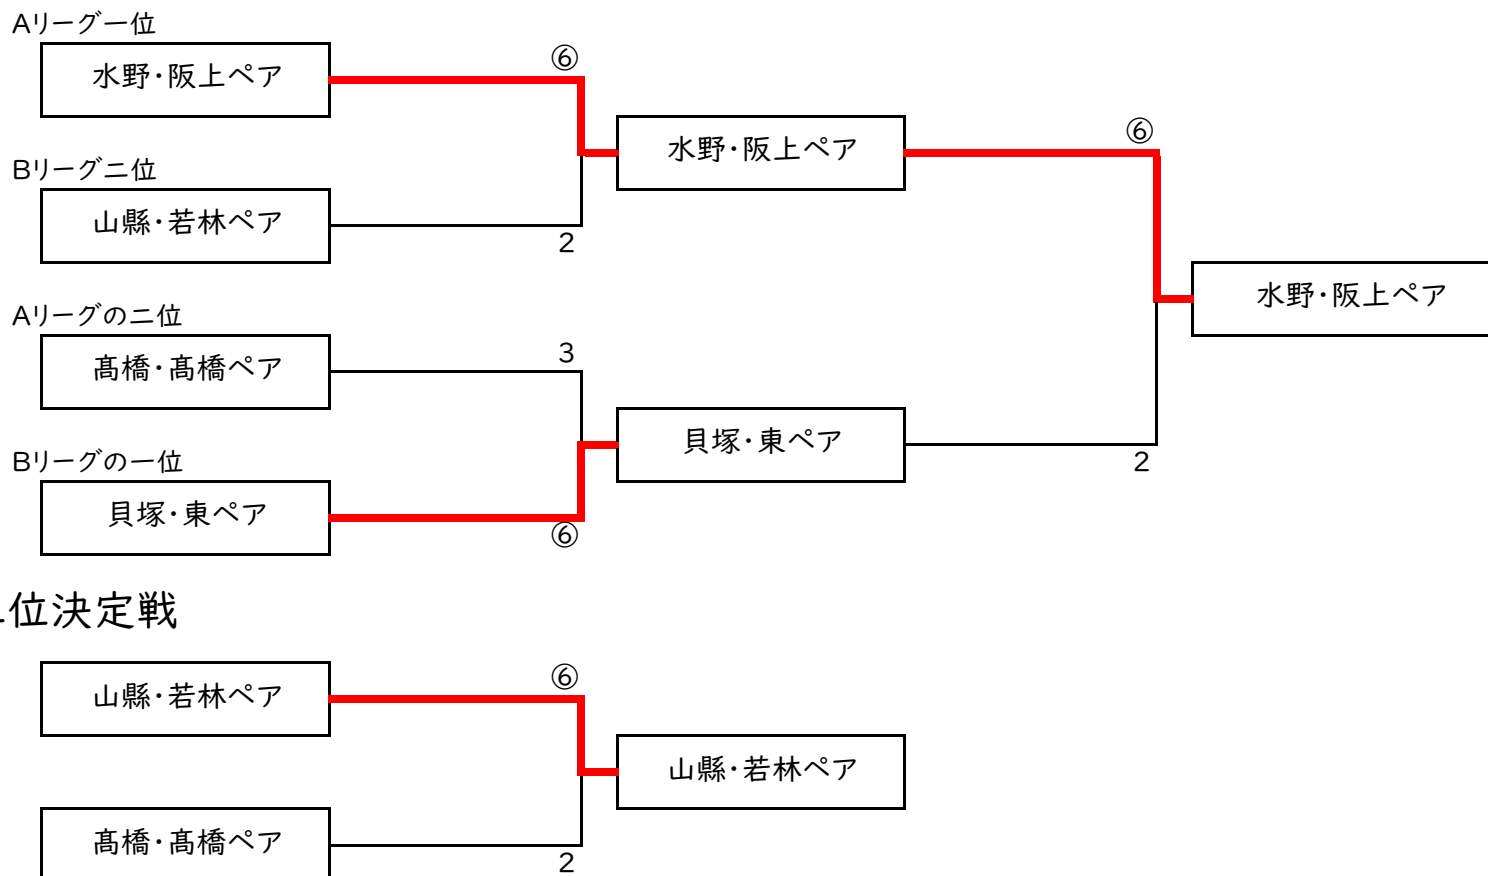 Aリーグ一位
水野・阪上ペア
⑥
水野・阪上ペア
⑥
Bリーグ二位
山縣・若林ペア
2
水野・阪上ペア
Aリーグの二位
髙橋・髙橋ペア
3
貝塚・東ペア
2
Bリーグの一位
貝塚・東ペア
⑥
位決定戦
山縣・若林ペア
⑥
山縣・若林ペア
髙橋・髙橋ペア
2